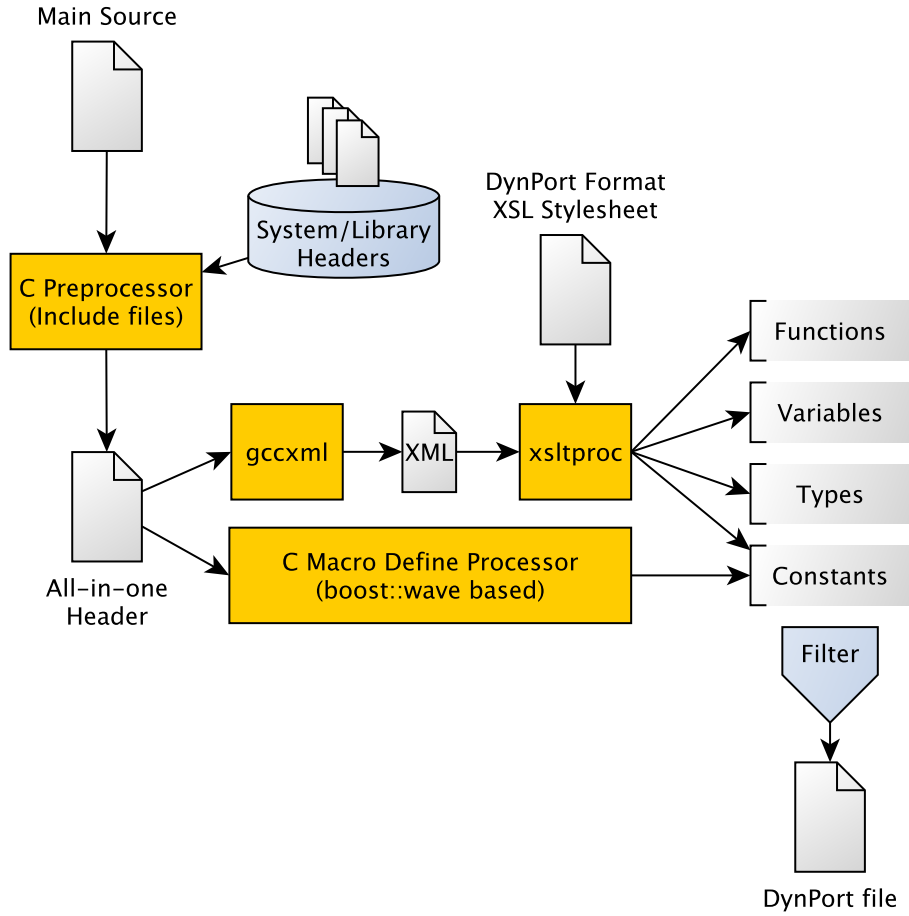 Main Source
System/Library
Headers
DynPort Format
XSL Stylesheet
C Preprocessor
(Include files)
Functions
Variables
gccxml
XML
xsltproc
Types
C Macro Define Processor
(boost::wave based)
Constants
All-in-one
Header
Filter
DynPort file